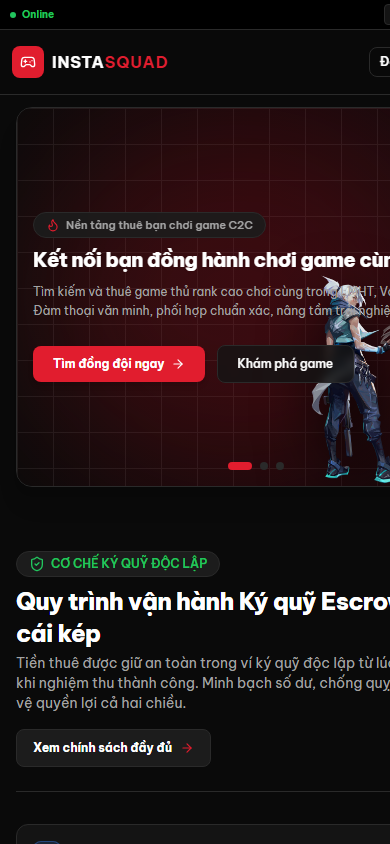 Online
INSTASQUAD
Nền tảng thuê bạn chơi game C2C
Kết nối bạn đồng hành chơi game
Tìm kiếm và thuê game thủ rank cao chơi cùng trong
Đàm thoại văn minh, phối hợp chuẩn xác, nâng tầm
Tìm đồng đội ngay
Khám phá game
CƠ CHẾ KÝ QUỸ ĐỘC LẬP
Quy trình vận hành Ký quỹ
cái kép
Tiền thuê được giữ an toàn trong ví ký quỹ độc lập từ
khi nghiệm thu thành công. Minh bạch số dư, chống
vệ quyền lợi cả hai chiều.
Xem chính sách đầy đủ